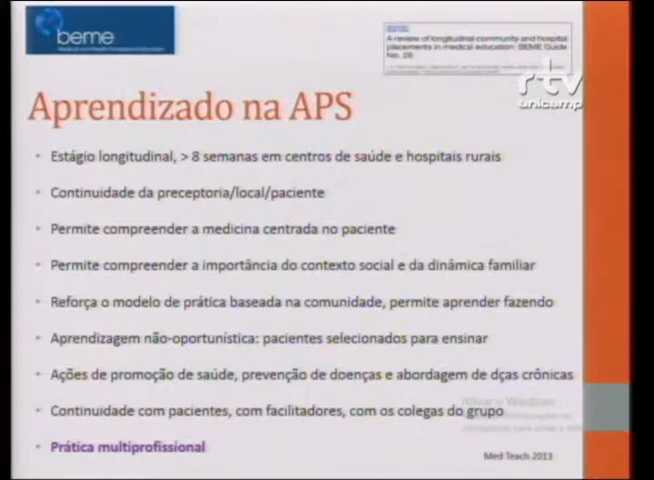 beme
A review of longitudinal community and hospital
placements in medical education: BEME Guide
No. 26
rtv
unicamp
Aprendizado na APS
Estágio longitudinal, > 8 semanas em centros de saúde e hospitais rurais
Continuidade da preceptoria/local/paciente
Permite compreender a medicina centrada no paciente
Permite compreender a importância do contexto social e da dinâmica familiar
Reforça o modelo de prática baseada na comunidade, permite aprender fazendo
Aprendizagem não-oportunística: pacientes selecionados para ensinar
Ações de promoção de saúde, prevenção de doenças e abordagem de dças crônicas
Continuidade com pacientes, com facilitadores, com os colegas do grupo
Ativar o Windows
Prática multiprofissional
Med Teach 2013